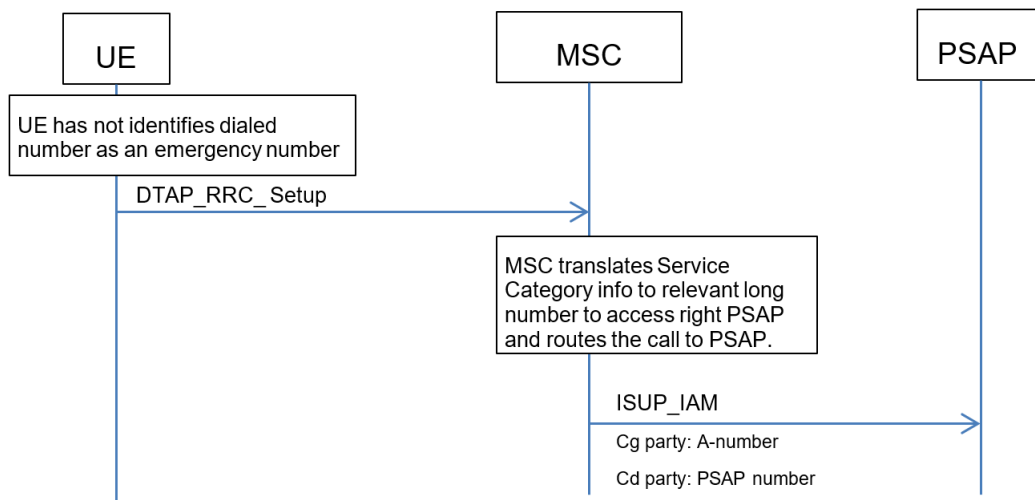 UE
MSC
PSAP
UE has not identifies dialed
number as an emergency number
DTAP_RRC_ Setup
MSC translates Service
Category info to relevant long
number to access right PSAP
and routes the call to PSAP.
ISUP_IAM
Cg party: A-number
Cd party: PSAP number